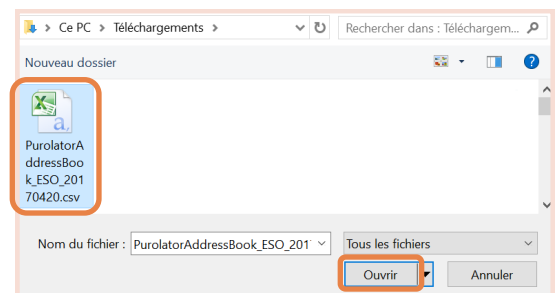 > Ce PC > Téléchargements >
Rechercher dans : Téléchargem...
Nouveau dossier
a,
PurolatorA
ddressBoo
k_ESO_201
70420.csv
Nom du fichier : PurolatorAddressBook_ESO_201
Tous les fichiers
Ouvrir
Annuler